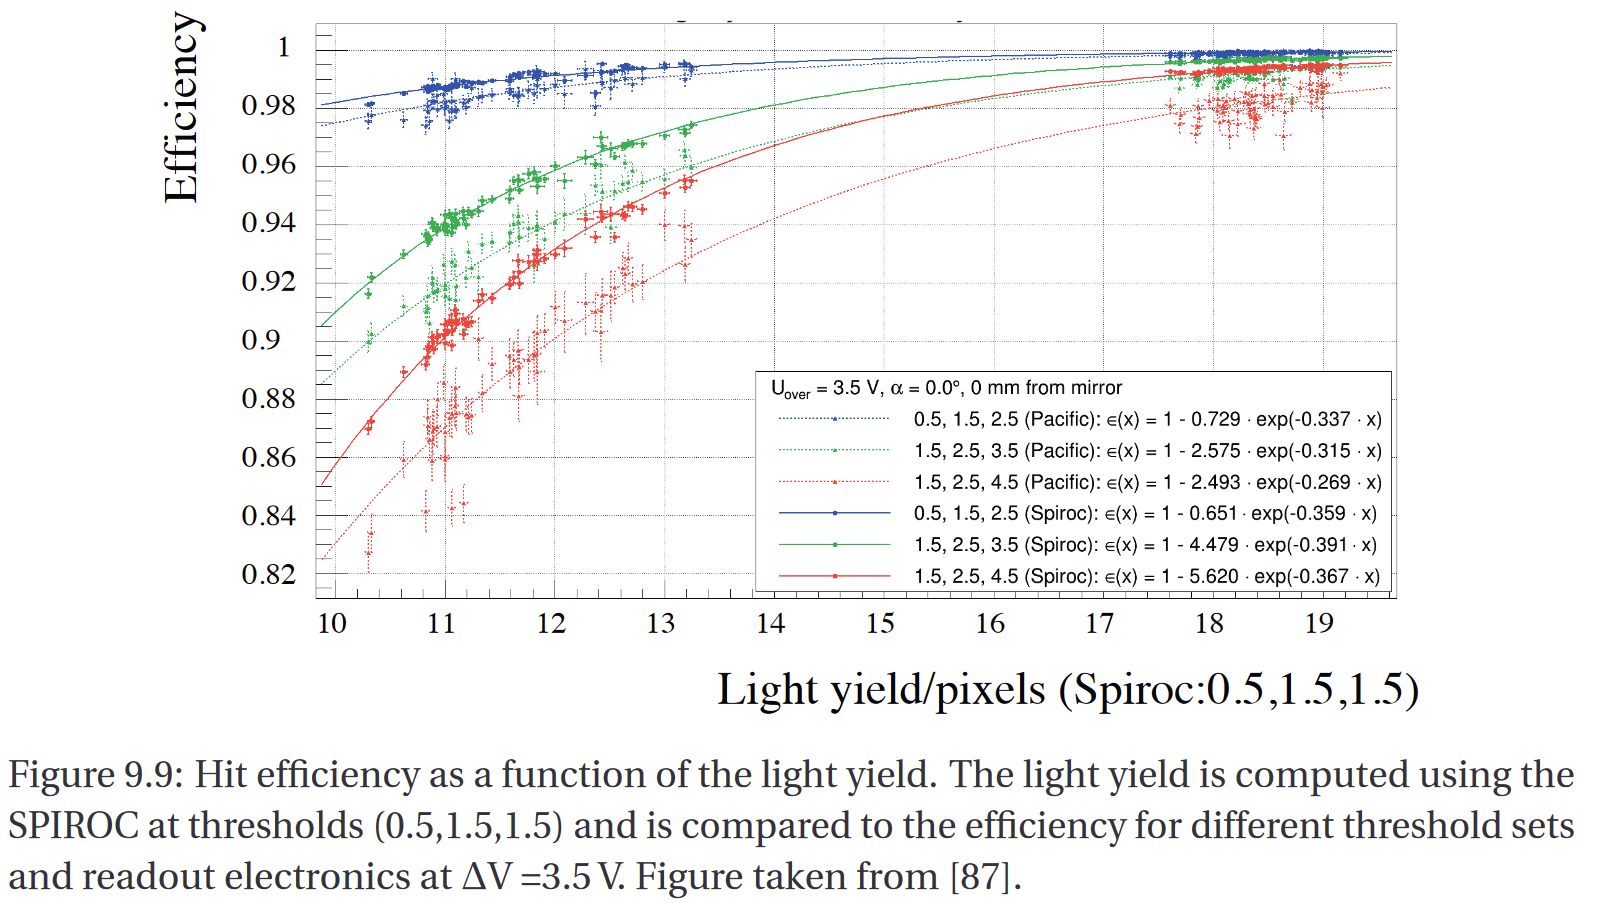 Efficiency
1
0.98
0.96
0.94
0.92
0.9
0.88
0.86
0.84
0.82
U_over = 3.5 V, α = 0.0°, 0 mm from mirror
0.5, 1.5, 2.5 (Pacific): ϵ(x) = 1 - 0.729 · exp(-0.337 · x)
1.5, 2.5, 3.5 (Pacific): ϵ(x) = 1 - 2.575 · exp(-0.315 · x)
1.5, 2.5, 4.5 (Pacific): ϵ(x) = 1 - 2.493 · exp(-0.269 · x)
0.5, 1.5, 2.5 (Spiroc): ϵ(x) = 1 - 0.651 · exp(-0.359 · x)
1.5, 2.5, 3.5 (Spiroc): ϵ(x) = 1 - 4.479 · exp(-0.391 · x)
1.5, 2.5, 4.5 (Spiroc): ϵ(x) = 1 - 5.620 · exp(-0.367 · x)
10 11 12 13 14 15 16 17 18 19
Light yield/pixels (Spiroc:0.5,1.5,1.5)
Figure 9.9: Hit efficiency as a function of the light yield. The light yield is computed using the
SPIROC at thresholds (0.5,1.5,1.5) and is compared to the efficiency for different threshold sets
and readout electronics at ΔV =3.5 V. Figure taken from [87].